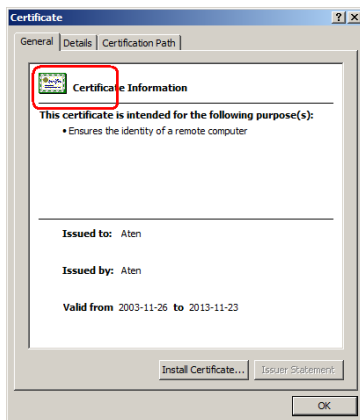 Certificate
General Details Certification Path
Certificate Information
This certificate is intended for the following purpose(s):
• Ensures the identity of a remote computer
Issued to: Aten
Issued by: Aten
Valid from 2003-11-26 to 2013-11-23
Install Certificate... Issuer Statement
OK